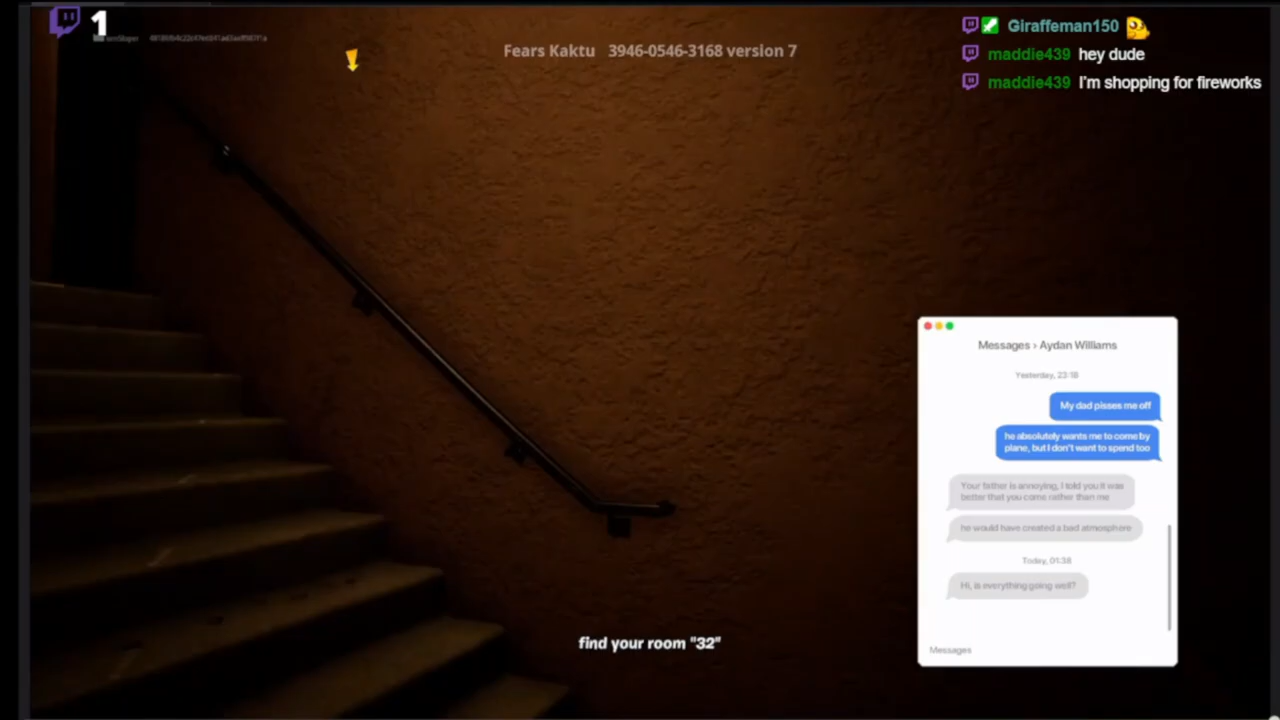 1
Fears Kaktu 3946-0546-3168 version 7
Giraffeman150
maddie439 hey dude
maddie439 I'm shopping for fireworks
Messages › Aydan Williams
Yesterday, 23:18
My dad pisses me off
he absolutely wants me to come by
plane, but I don't want to spend too
Your father is annoying, I told you it was
better that you come rather than me
he would have created a bad atmosphere
Today, 01:38
Hi, is everything going well?
Messages
find your room "32"